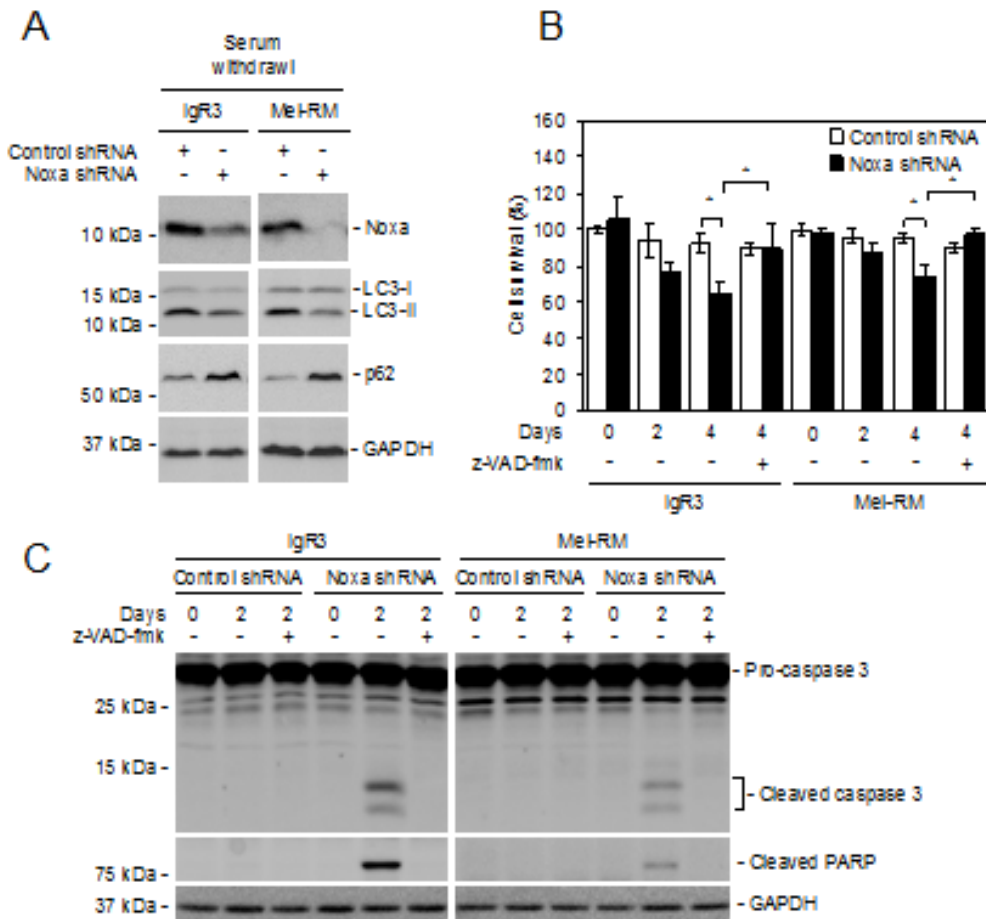 A
Serum
withdrawl
IgR3 Mel-RM
Control shRNA + - + -
Noxa shRNA - + - +
10 kDa - - Noxa
15 kDa - - LC3-I
10 kDa - - LC3-II
50 kDa - - p62
37 kDa - - GAPDH
B
160
140
120
100
80
60
40
20
0
Cell survival (%)
Control shRNA
Noxa shRNA
* * * *
Days 0 2 4 4 0 2 4 4
z-VAD-fmk - - - + - - - +
IgR3 Mel-RM
C
IgR3 Mel-RM
Control shRNA Noxa shRNA Control shRNA Noxa shRNA
Days 0 2 2 0 2 2 0 2 2 0 2 2
z-VAD-fmk - - + - - + - - + - - +
- Pro-caspase 3
25 kDa -
15 kDa -
- Cleaved caspase 3
- Cleaved PARP
75 kDa -
37 kDa - - GAPDH